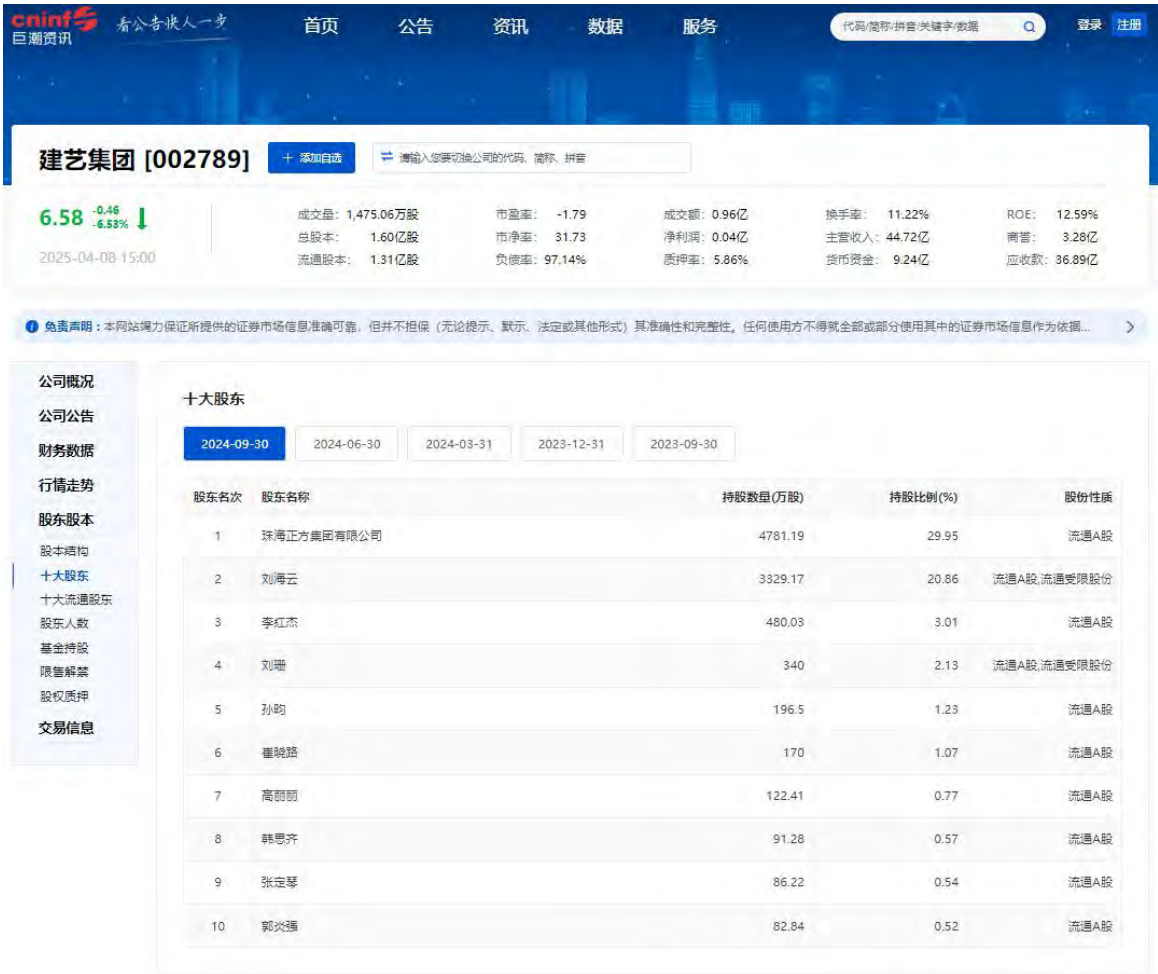 cninf
巨潮资讯
看公告快人一步
首页 公告 资讯 数据 服务
代码/简称/拼音/关键字/数据
登录 注册
建艺集团 [002789]
+ 添加自选
请输入您要切换公司的代码、简称、拼音
6.58 -0.46 -6.53%
2025-04-08 15:00
成交量: 1,475.06万股 市盈率: -1.79 成交额: 0.96亿 换手率: 11.22% ROE: 12.59%
总股本: 1.60亿股 市净率: 31.73 净利润: 0.04亿 主营收入: 44.72亿 商誉: 3.28亿
流通股本: 1.31亿股 负债率: 97.14% 质押率: 5.86% 货币资金: 9.24亿 应收款: 36.89亿
免责声明：本网站竭力保证所提供的证券市场信息准确可靠，但并不担保（无论提示、默示、法定或其他形式）其准确性和完整性。任何使用方不得就全部或部分使用其中的证券市场信息作为依据...
公司概况
公司公告
财务数据
行情走势
股东股本
股本结构
十大股东
十大流通股东
股东人数
基金持股
限售解禁
股权质押
交易信息
十大股东
2024-09-30 2024-06-30 2024-03-31 2023-12-31 2023-09-30
股东名次 股东名称 持股数量(万股) 持股比例(%) 股份性质
1 珠海正方集团有限公司 4781.19 29.95 流通A股
2 刘海云 3329.17 20.86 流通A股,流通受限股份
3 李红杰 480.03 3.01 流通A股
4 刘珊 340 2.13 流通A股,流通受限股份
5 孙昀 196.5 1.23 流通A股
6 崔晓路 170 1.07 流通A股
7 高丽丽 122.41 0.77 流通A股
8 韩思齐 91.28 0.57 流通A股
9 张定琴 86.22 0.54 流通A股
10 郭炎强 82.84 0.52 流通A股